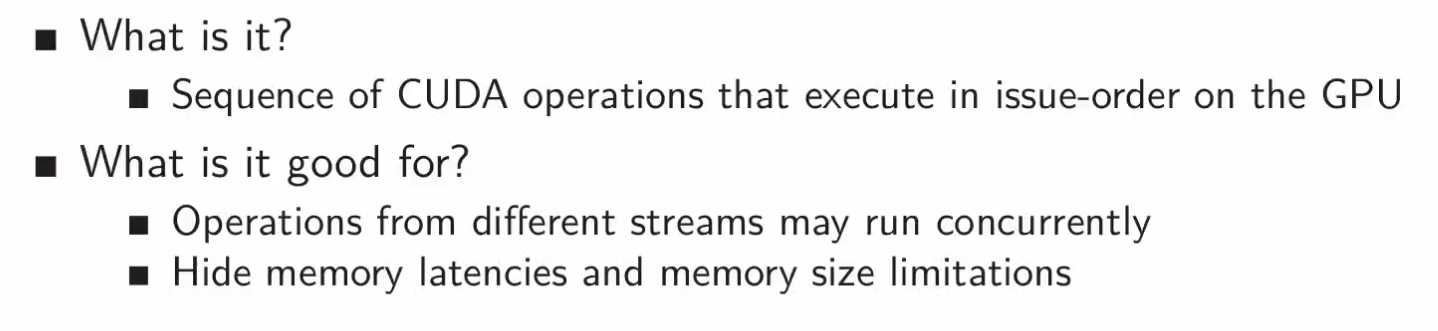 What is it?
Sequence of CUDA operations that execute in issue-order on the GPU
What is it good for?
Operations from different streams may run concurrently
Hide memory latencies and memory size limitations